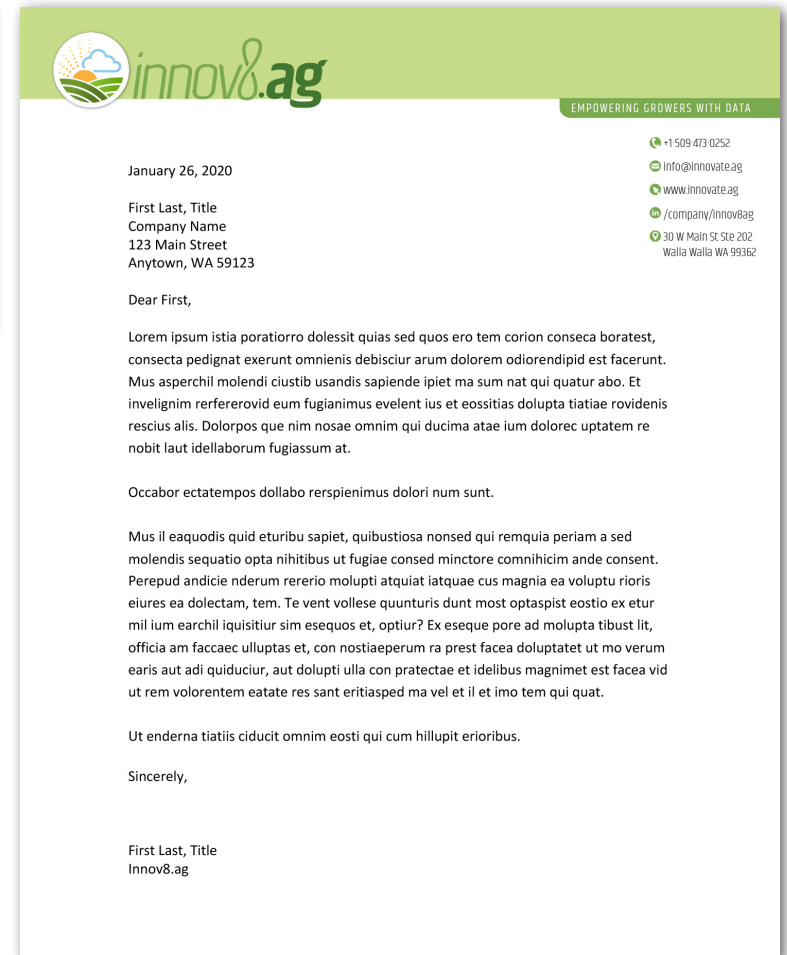 innov8.ag
EMPOWERING GROWERS WITH DATA
+1·509·473·0252
info@innovate.ag
www.innovate.ag
/company/innov8ag
30 W Main St Ste 202
Walla Walla WA 99362
January 26, 2020
First Last, Title
Company Name
123 Main Street
Anytown, WA 59123
Dear First,
Lorem ipsum istia poratiorro dolessit quias sed quos ero tem corion conseca boratest,
consecta pedignat exerunt omnienis debisciur arum dolorem odiorendipid est facerunt.
Mus asperchil molendi ciustib usandis sapiende ipiet ma sum nat qui quatur abo. Et
invelignim rerfererovid eum fugianimus evelent ius et eossitias dolupta tiatiae rovidenis
rescius alis. Dolorpos que nim nosae omnim qui ducima atae ium dolorec uptatem re
nobit laut idellaborum fugiassum at.
Occabor ectatempos dollabo rerspienimus dolori num sunt.
Mus il eaquodis quid eturibu sapiet, quibustiosa nonsed qui remquia periam a sed
molendis sequatio opta nihitibus ut fugiae consed minctore comnihicim ande consent.
Perepud andicie nderum rererio molupti atquiat iatquae cus magnia ea voluptu rioris
eiures ea dolectam, tem. Te vent vollese quunturis dunt most optaspist eostio ex etur
mil ium earchil iquisitiur sim esequos et, optiur? Ex eseque pore ad molupta tibust lit,
officia am faccaec ulluptas et, con nostiaeperum ra prest facea doluptatet ut mo verum
earis aut adi quiduciur, aut dolupti ulla con pratectae et idelibus magnimet est facea vid
ut rem volorentem eatate res sant eritiasped ma vel et il et imo tem qui quat.
Ut enderna tiatiis ciducit omnim eosti qui cum hillupit erioribus.
Sincerely,
First Last, Title
Innov8.ag